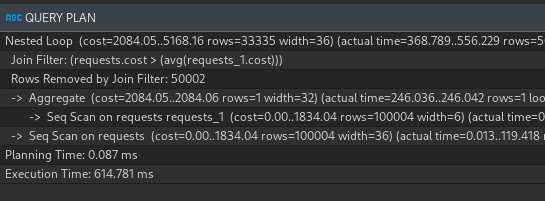 ABC QUERY PLAN
Nested Loop (cost=2084.05..5168.16 rows=33335 width=36) (actual time=368.789..556.229 rows=5
Join Filter: (requests.cost > (avg(requests_1.cost)))
Rows Removed by Join Filter: 50002
-> Aggregate (cost=2084.05..2084.06 rows=1 width=32) (actual time=246.036..246.042 rows=1 loo
-> Seq Scan on requests requests_1 (cost=0.00..1834.04 rows=100004 width=6) (actual time=0
-> Seq Scan on requests (cost=0.00..1834.04 rows=100004 width=36) (actual time=0.013..119.418 r
Planning Time: 0.087 ms
Execution Time: 614.781 ms